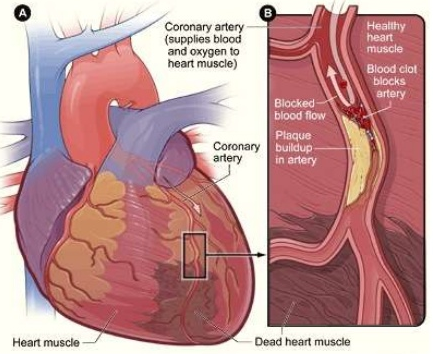 A
Coronary artery
(supplies blood
and oxygen to
heart muscle)
Coronary
artery
Heart muscle
Dead heart muscle
B
Healthy
heart
muscle
Blood clot
blocks
artery
Blocked
blood flow
Plaque
buildup
in artery